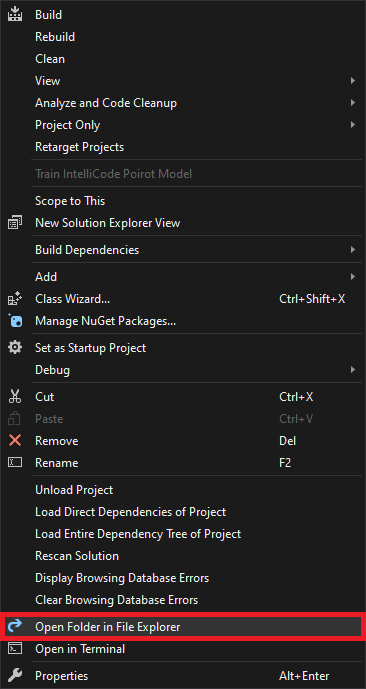 Build
Rebuild
Clean
View
Analyze and Code Cleanup
Project Only
Retarget Projects
Train IntelliCode Poirot Model
Scope to This
New Solution Explorer View
Build Dependencies
Add
Class Wizard... Ctrl+Shift+X
Manage NuGet Packages...
Set as Startup Project
Debug
Cut Ctrl+X
Paste Ctrl+V
Remove Del
Rename F2
Unload Project
Load Direct Dependencies of Project
Load Entire Dependency Tree of Project
Rescan Solution
Display Browsing Database Errors
Clear Browsing Database Errors
Open Folder in File Explorer
Open in Terminal
Properties Alt+Enter